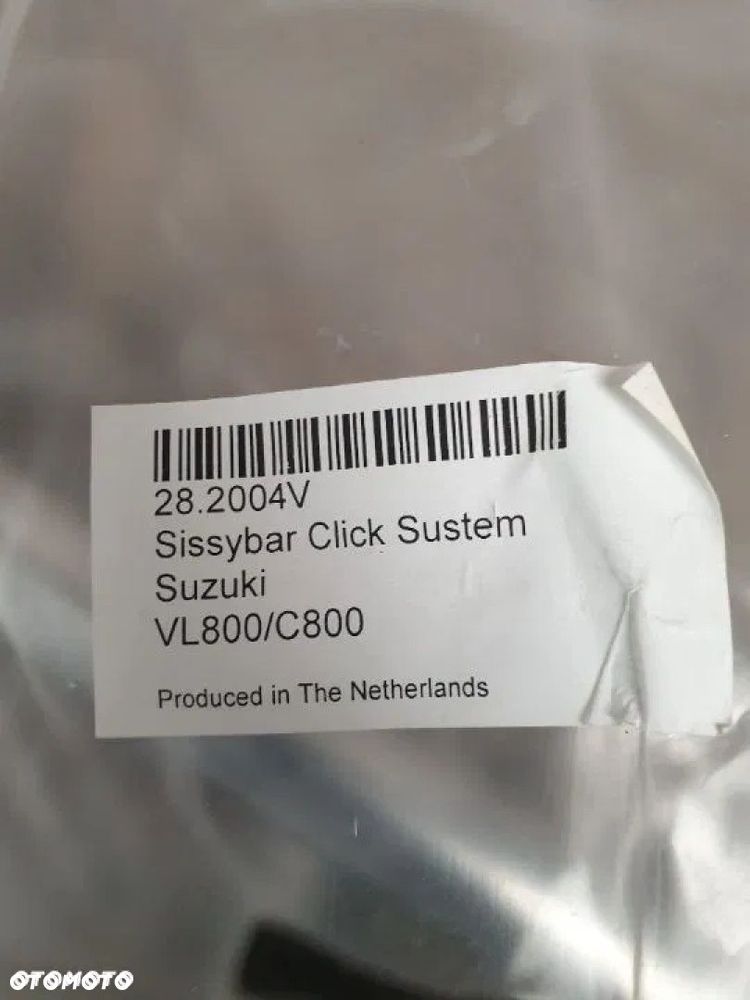 28.2004V
Sissybar Click Sustem
Suzuki
VL800/C800
Produced in The Netherlands
OTOMOTO